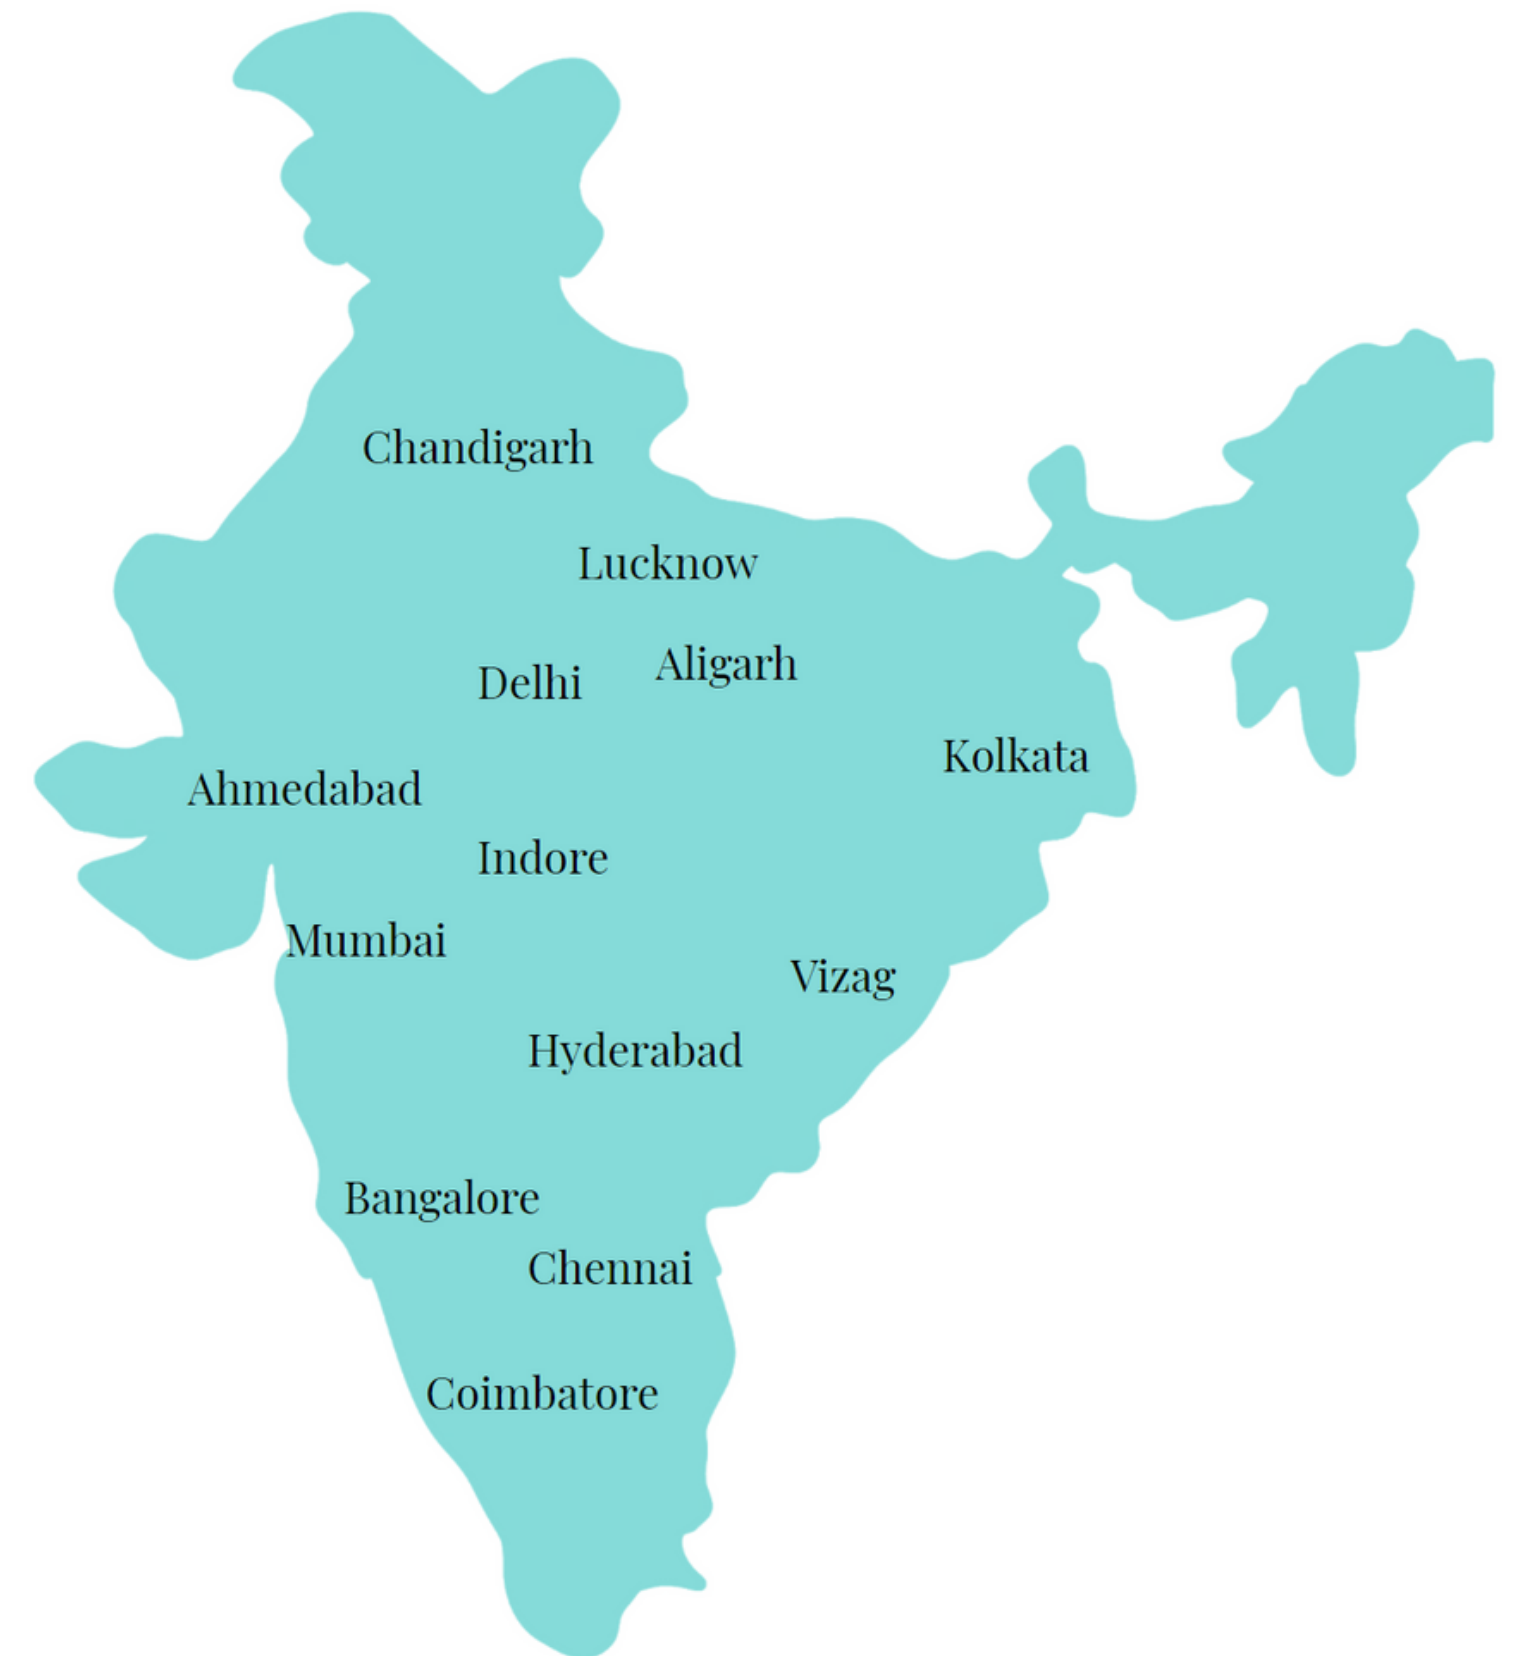 Chandigarh
Lucknow
Aligarh
Delhi
Kolkata
Ahmedabad
Indore
Mumbai
Vizag
Hyderabad
Bangalore
Chennai
Coimbatore